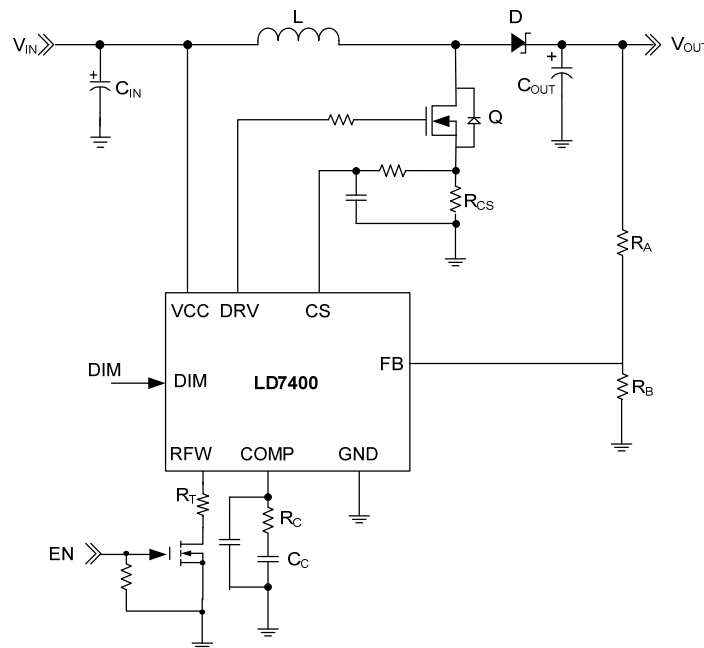 L
D
VIN
VOUT
CIN
COUT
Q
RCS
RA
VCC DRV CS
FB
DIM
DIM
LD7400
RB
RFW COMP GND
RT
RC
EN
CC